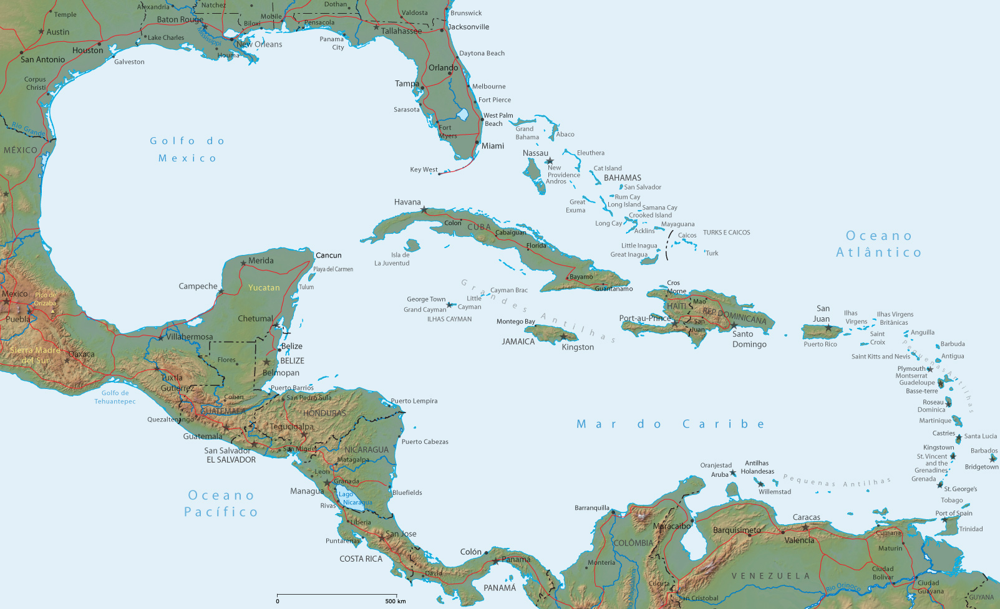 Alexandria
Natchez
Dothan
Temple
Baton Rouge
Biloxi
Mobile
Pensacola
Valdosta
Brunswick
Austin
Lake Charles
Mississippi
New Orleans
Tallahassee
Jacksonville
Houston
Houma
Panama
City
San Antonio
Galveston
Daytona Beach
Orlando
Corpus
Christi
Tampa
Melbourne
Fort Pierce
Sarasota
West Palm
Beach
Fort
Myers
Grand
Bahama
Abaco
Rio Grande
MÉXICO
Golfo do
Mexico
Miami
Nassau
Eleuthera
Key West
New
Providence
Andros
Cat Island
BAHAMAS
San Salvador
Rum Cay
Long Island
Great
Exuma
Samana Cay
Crooked Island
Long Cay
Acklins
Mayaguana
Havana
Colon
CUBA
Cabaiguan
Florida
Caicos
TURKS E CAICOS
Turk
Little Inagua
Great Inagua
Oceano
Atlântico
Isla de
La Juventud
Cancun
Playa del Carmen
Tulum
Merida
Campeche
Yucatan
Bayamo
Guantanamo
Grandes Antilhas
Cayman Brac
George Town
Little
Cayman
Grand Cayman
ILHAS CAYMAN
Cros
Morne
HAITI
Mao
REP DOMINICANA
Mexico
Pico de
Orizaba
Puebla
Chetumal
Montego Bay
JAMAICA
Kingston
Port-au-Prince
San
Juan
Santo
Domingo
San
Juan
Puerto Rico
Ilhas
Virgens
Ilhas Virgens
Britânicas
Saint
Croix
Anguilla
Barbuda
Saint Kitts and Nevis
Antigua
Villahermosa
Sierra Madre
del Sur
Oaxaca
Belize
BELIZE
Belmopan
Flores
Plymouth
Montserrat
Guadeloupe
Basse-terre
Pequenas Antilhas
Tuxtla
Gutierrez
Golfo de
Tehuantepec
Puerto Barrios
Coban
San Pedro Sula
Puerto Lempira
Roseau
Dominica
Martinique
GUATEMALA
HONDURAS
Quezaltenango
Tegucigalpa
Mar do Caribe
Guatemala
Castries
Santa Lucia
San Salvador
EL SALVADOR
San Miguel
NICARAGUA
Puerto Cabezas
Kingstown
St. Vincent
and the
Grenadines
Barbados
Bridgetown
Matagalpa
Leon
Granada
Managua
Oranjestad
Aruba
Antilhas
Holandesas
Willemstad
Pequenas Antilhas
Grenada
St. George's
Oceano
Pacífico
Lago
Nicaragua
Bluefields
Rivas
Tobago
Port of Spain
Trinidad
Liberia
Barranquilla
Caracas
San Jose
Puntarenas
Maracaibo
Barquisimeto
Valencia
Cumana
Maturin
COSTA RICA
Colón
Panamá
COLÔMBIA
Monteria
David
Rio Magdalena
VENEZUELA
Ciudad
Bolivar
PANAMÁ
Cucuta
San Cristobal
Rio Orinoco
Ciudad
Guayana
GUYANA
0
500 km